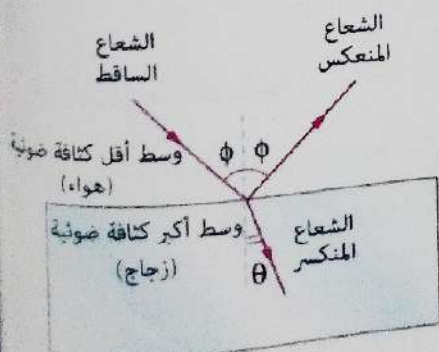 الشعاع
المنعكس
الشعاع
الساقط
وسط أقل كثافة ضوئية
(هواء)
ϕ ϕ
وسط أكبر كثافة ضوئية
(زجاج)
الشعاع
المنكسر
θ